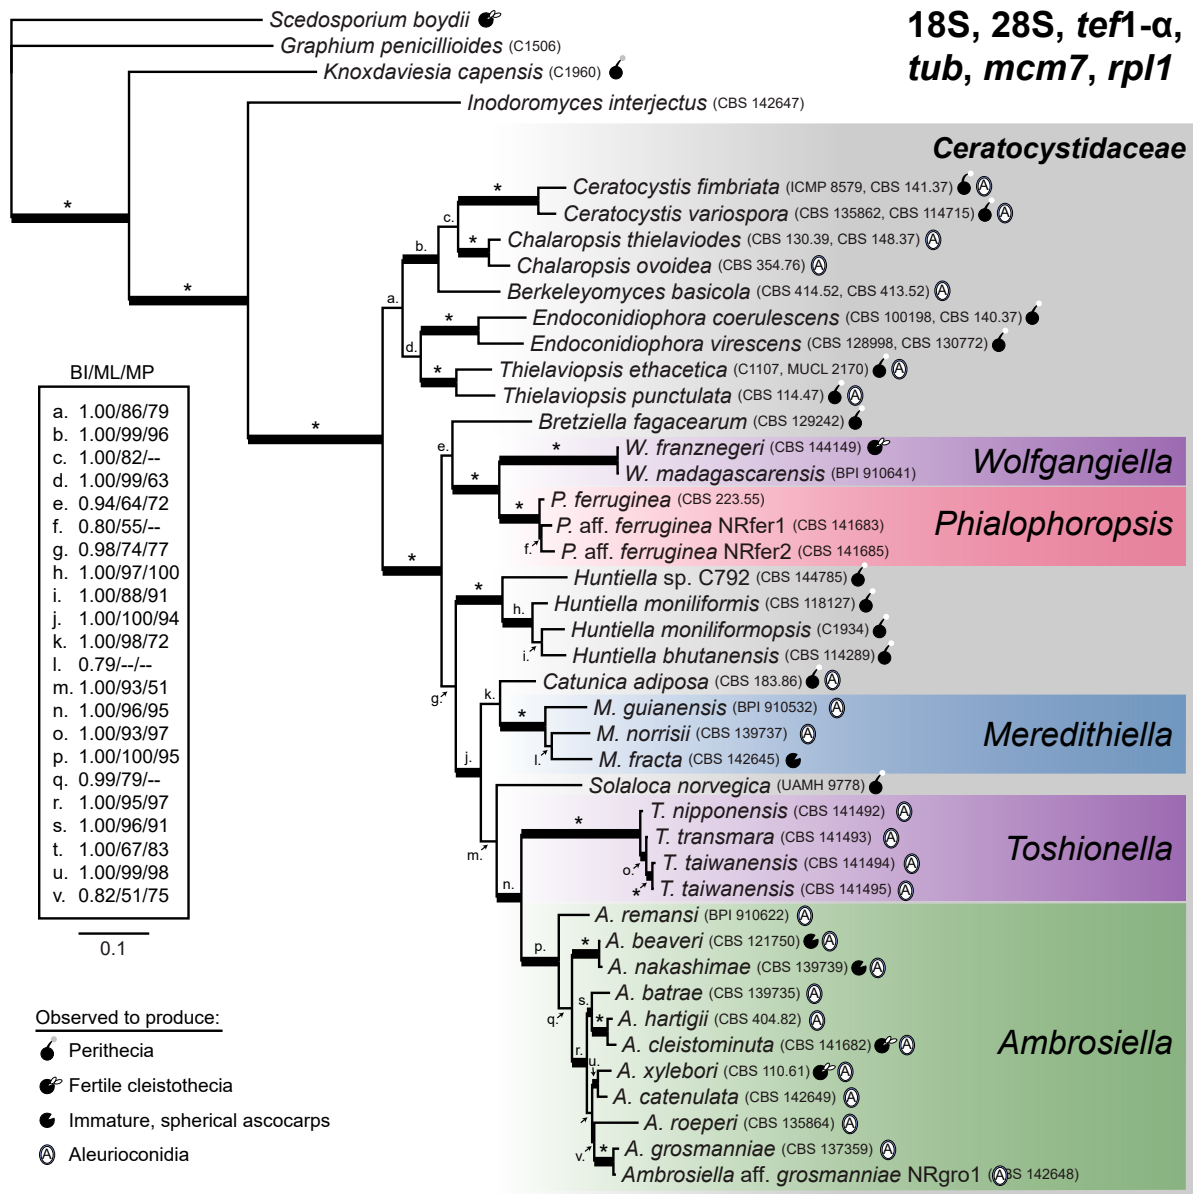 18S, 28S, tef1-α,
tub, mcm7, rpl1
Scedosporium boydii
Graphium penicillioides (C1506)
Knoxdaviesia capensis (C1960)
Inodoromyces interjectus (CBS 142647)
Ceratocystidaceae
Ceratocystis fimbriata (ICMP 8579, CBS 141.37) A
Ceratocystis variospora (CBS 135862, CBS 114715) A
Chalaropsis thielaviodes (CBS 130.39, CBS 148.37) A
Chalaropsis ovoidea (CBS 354.76) A
Berkeleyomyces basicola (CBS 414.52, CBS 413.52) A
Endoconidiophora coerulescens (CBS 100198, CBS 140.37)
Endoconidiophora virescens (CBS 128998, CBS 130772)
Thielaviopsis ethacetica (C1107, MUCL 2170) A
Thielaviopsis punctulata (CBS 114.47) A
Bretziella fagacearum (CBS 129242)
W. franznegeri (CBS 144149)
W. madagascarensis (BPI 910641)
Wolfgangiella
P. ferruginea (CBS 223.55)
P. aff. ferruginea NRfer1 (CBS 141683)
P. aff. ferruginea NRfer2 (CBS 141685)
Phialophoropsis
Huntiella sp. C792 (CBS 144785)
Huntiella moniliformis (CBS 118127)
Huntiella moniliformopsis (C1934)
Huntiella bhutanensis (CBS 114289)
Catunica adiposa (CBS 183.86) A
M. guianensis (BPI 910532) A
M. norrisii (CBS 139737) A
M. fracta (CBS 142645)
Meredithiella
Solaloca norvegica (UAMH 9778)
T. nipponensis (CBS 141492) A
T. transmara (CBS 141493) A
T. taiwanensis (CBS 141494) A
T. taiwanensis (CBS 141495) A
Toshionella
A. remansi (BPI 910622) A
A. beaveri (CBS 121750) A
A. nakashimae (CBS 139739) A
A. batrae (CBS 139735) A
A. hartigii (CBS 404.82) A
A. cleistominuta (CBS 141682) A
A. xylebori (CBS 110.61) A
A. catenulata (CBS 142649) A
A. roeperi (CBS 135864) A
A. grosmanniae (CBS 137359) A
Ambrosiella aff. grosmanniae NRgro1 A 142648)
Ambrosiella
*
*
*
*
*
c.
*
b.
a.
*
d.
*
e.
*
*
*
f.
*
*
h.
i.
g.
k.
*
l.
j.
*
m.
o.
*
n.
p.
*
q.
s.
*
r.
u.
v.
*
BI/ML/MP
a. 1.00/86/79
b. 1.00/99/96
c. 1.00/82/--
d. 1.00/99/63
e. 0.94/64/72
f. 0.80/55/--
g. 0.98/74/77
h. 1.00/97/100
i. 1.00/88/91
j. 1.00/100/94
k. 1.00/98/72
l. 0.79/--/--
m. 1.00/93/51
n. 1.00/96/95
o. 1.00/93/97
p. 1.00/100/95
q. 0.99/79/--
r. 1.00/95/97
s. 1.00/96/91
t. 1.00/67/83
u. 1.00/99/98
v. 0.82/51/75
0.1
Observed to produce:
Perithecia
Fertile cleistothecia
Immature, spherical ascocarps
A Aleurioconidia